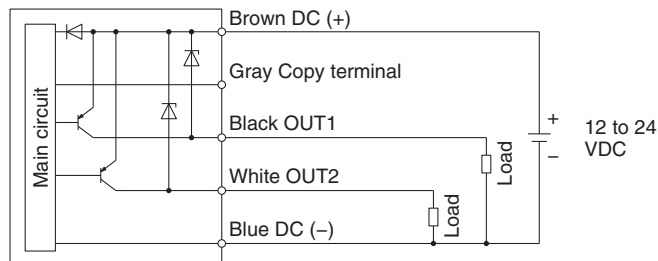 Brown DC (+)
Gray Copy terminal
Main circuit
Black OUT1
+
12 to 24
VDC
−
Load
White OUT2
Load
Blue DC (−)